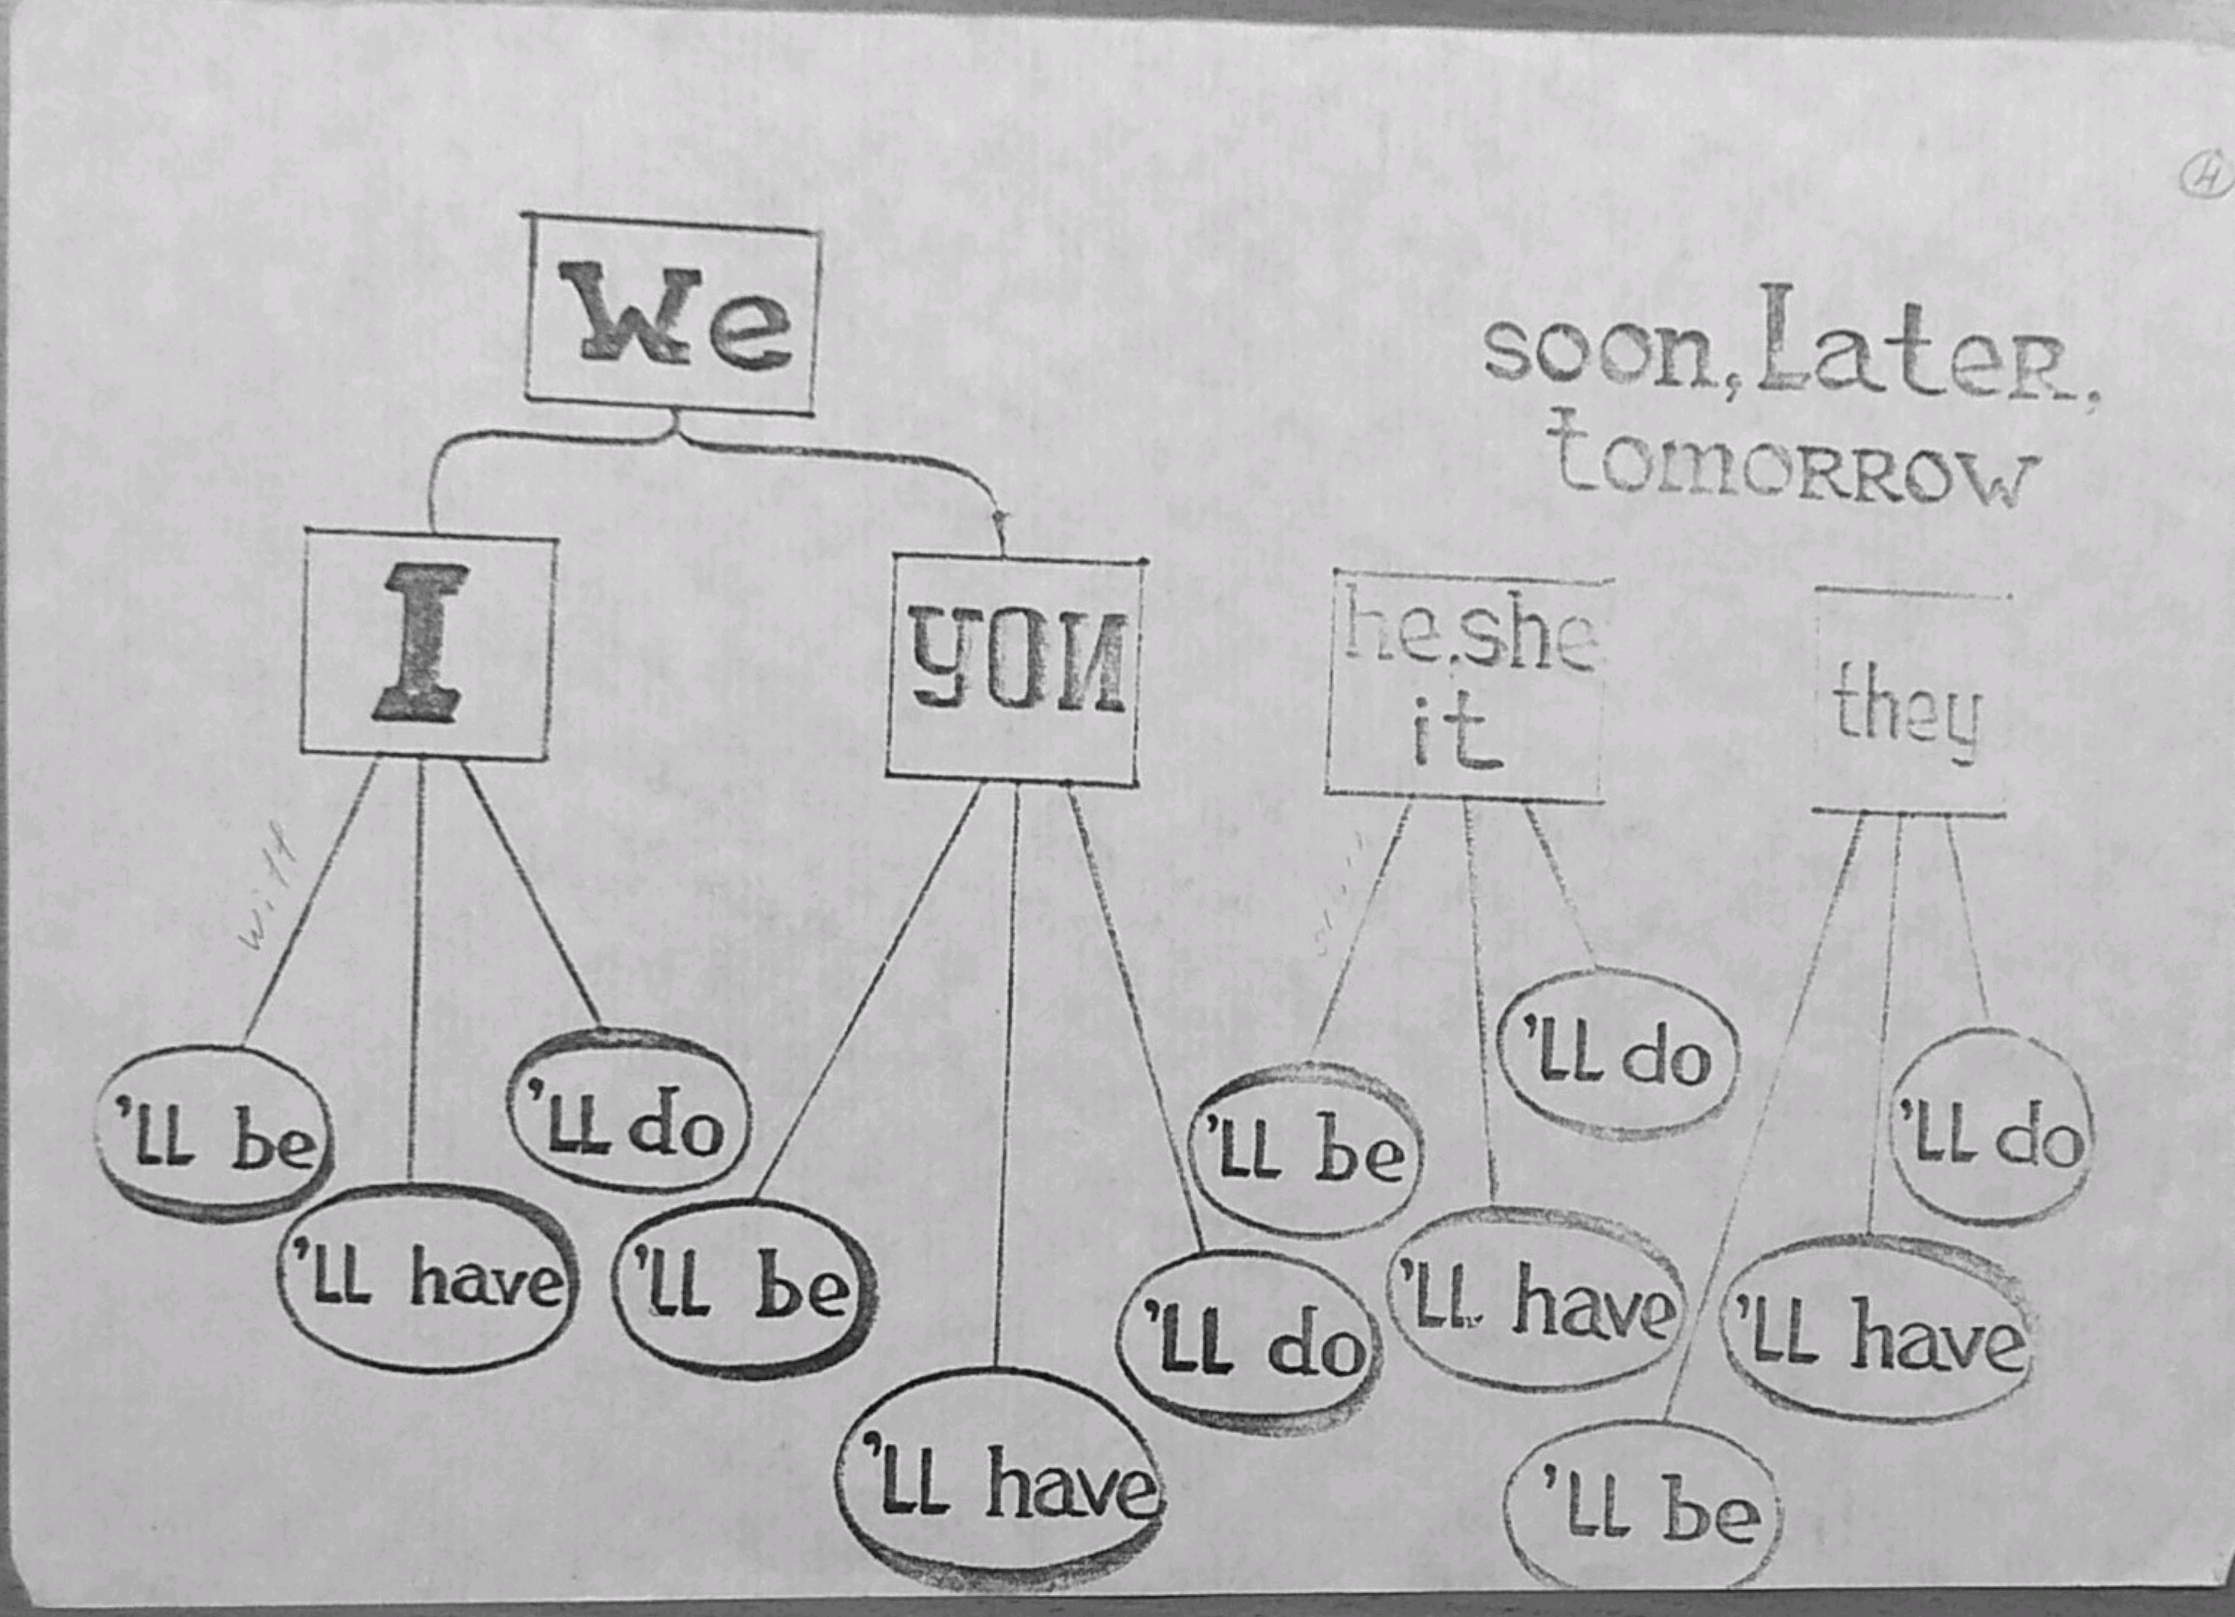 We
soon, Later,
tomorrow
I
you
he.she
it
they
will
'LL be
'LL have
'LL do
'LL be
'LL have
'LL do
'LL be
'LL have
'LL do
'LL be
'LL have
'LL do